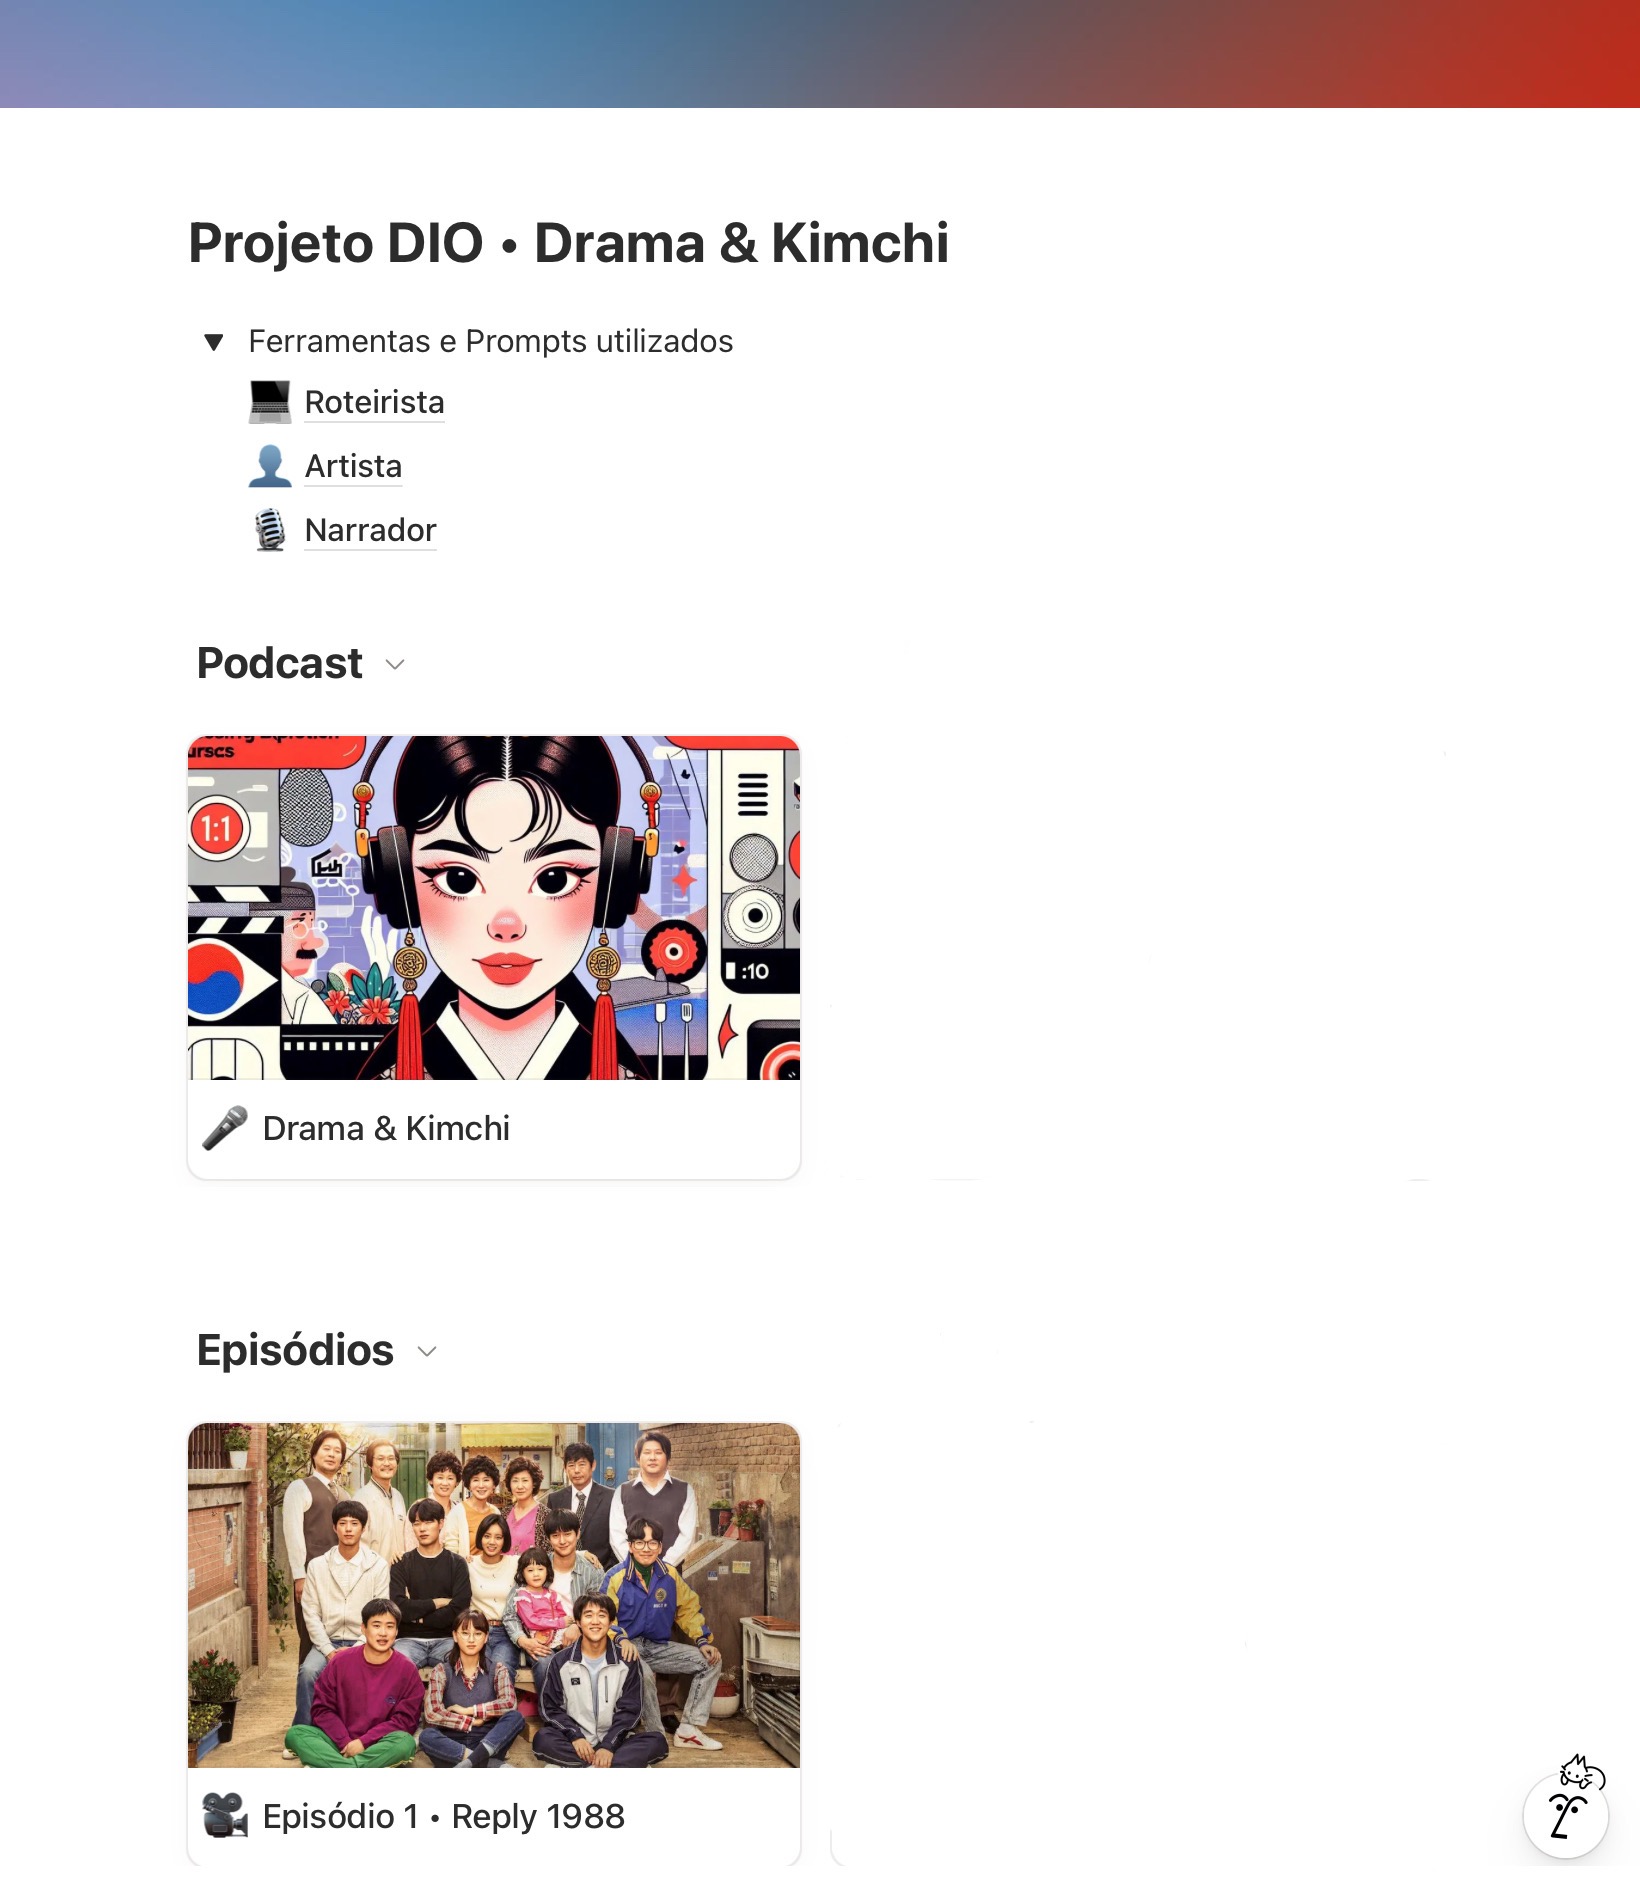 Projeto DIO • Drama & Kimchi
Ferramentas e Prompts utilizados
Roteirista
Artista
Narrador
Podcast
1:1
:10
Drama & Kimchi
Episódios
Episódio 1 • Reply 1988